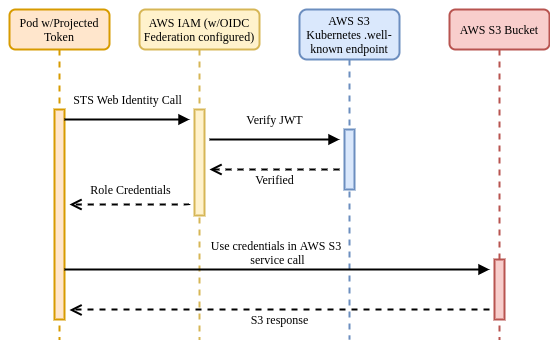 Pod w/Projected
Token
AWS IAM (w/OIDC
Federation configured)
AWS S3
Kubernetes .well-
known endpoint
AWS S3 Bucket
STS Web Identity Call
Verify JWT
Verified
Role Credentials
Use credentials in AWS S3
service call
S3 response